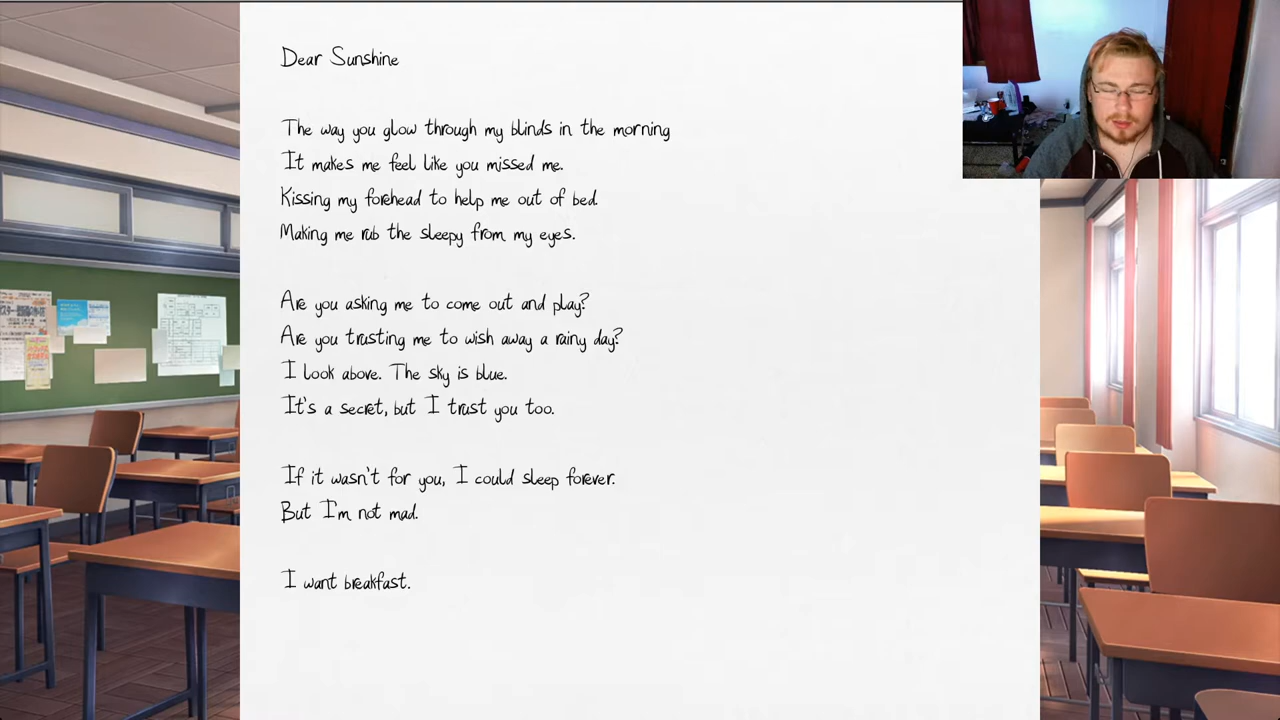 Dear Sunshine
The way you glow through my blinds in the morning
It makes me feel like you missed me.
Kissing my forehead to help me out of bed.
Making me rub the sleepy from my eyes.
Are you asking me to come out and play?
Are you trusting me to wish away a rainy day?
I look above. The sky is blue.
It's a secret, but I trust you too.
If it wasn't for you, I could sleep forever.
But I'm not mad.
I want breakfast.